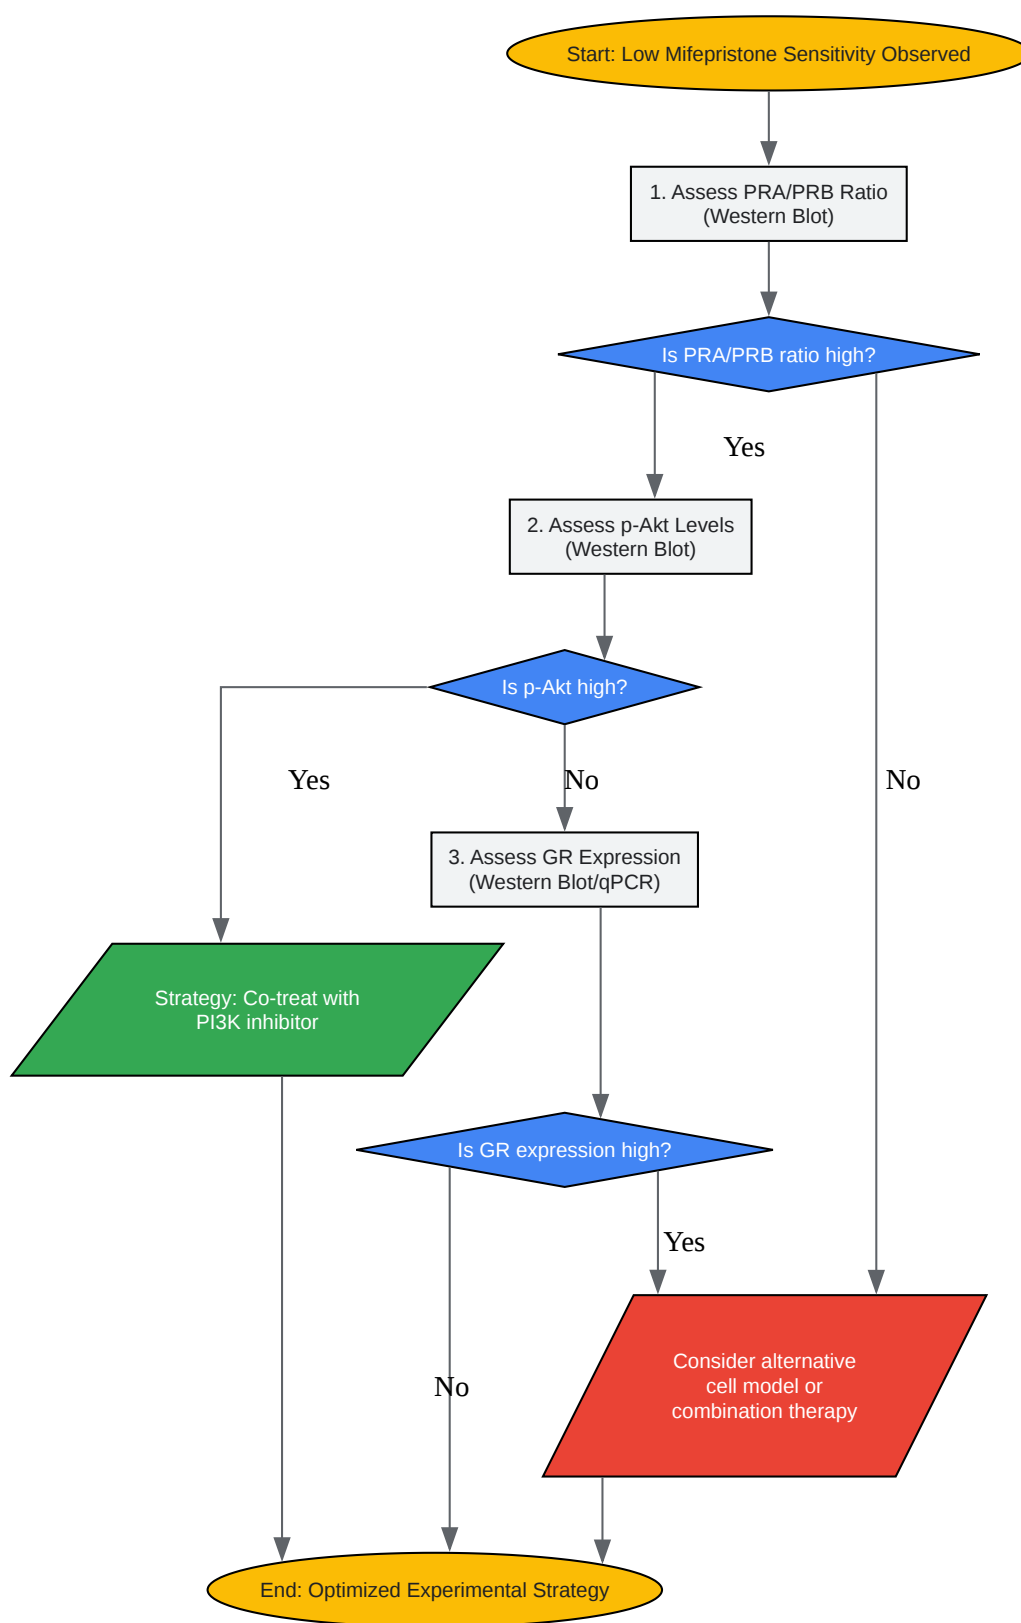 Start: Low Mifepristone Sensitivity Observed
1. Assess PRA/PRB Ratio
(Western Blot)
Is PRA/PRB ratio high?
Yes
2. Assess p-Akt Levels
(Western Blot)
Is p-Akt high?
Yes
No
No
3. Assess GR Expression
(Western Blot/qPCR)
Strategy: Co-treat with
PI3K inhibitor
Is GR expression high?
Yes
Consider alternative
cell model or
combination therapy
No
End: Optimized Experimental Strategy